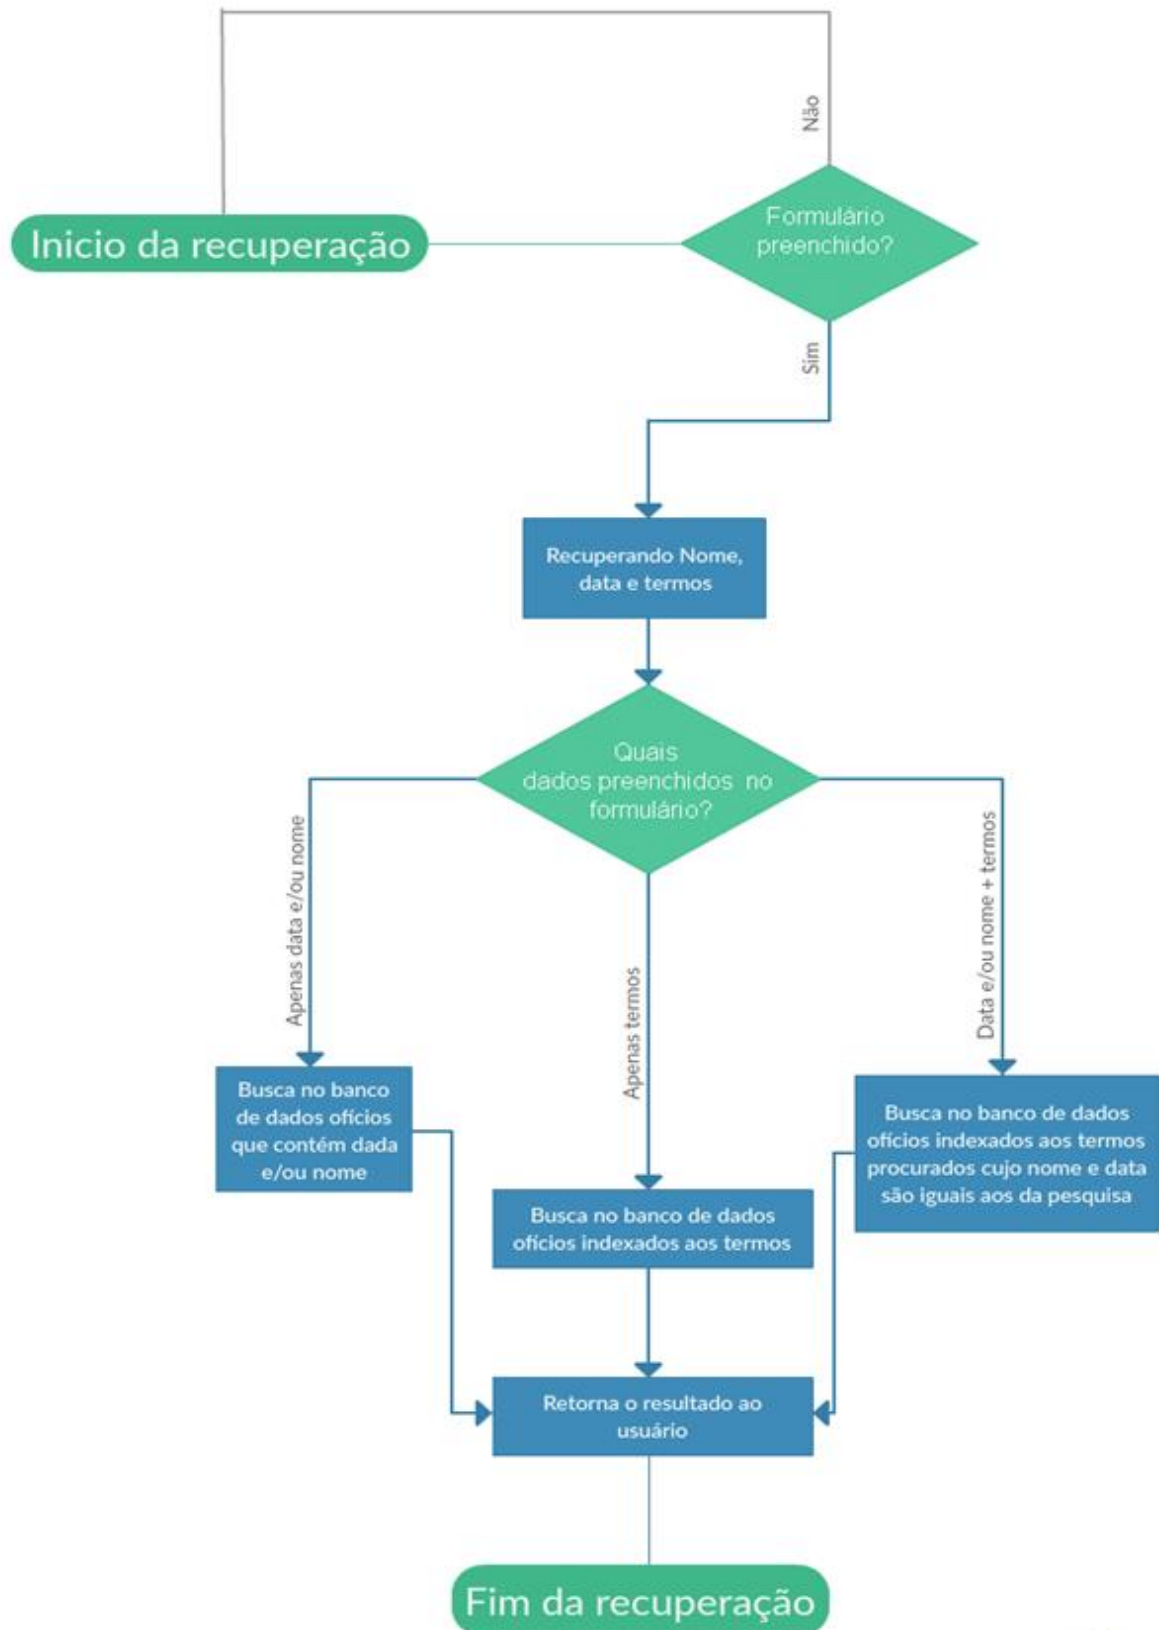 Não
Formulário
preenchido?
Inicio da recuperação
Sim
Recuperando Nome,
data e termos
Quais
dados preenchidos no
formulário?
Apenas data e/ou nome
Apenas termos
Data e/ou nome + termos
Busca no banco
de dados ofícios
que contém dada
e/ou nome
Busca no banco de dados
ofícios indexados aos termos
Busca no banco de dados
ofícios indexados aos termos
procurados cujo nome e data
são iguais aos da pesquisa
Retorna o resultado ao
usuário
Fim da recuperação